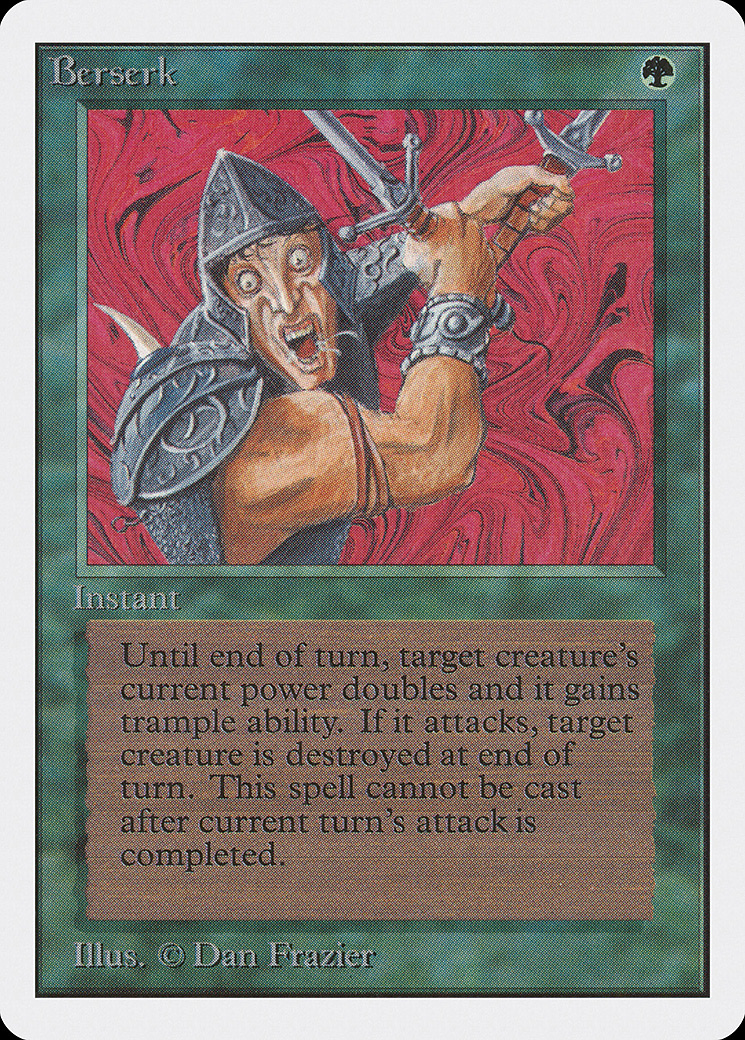 Berserk
Instant
Until end of turn, target creature's
current power doubles and it gains
trample ability.  If it attacks, target
creature is destroyed at end of
turn.  This spell cannot be cast
after current turn's attack is
completed.
Illus. © Dan Frazier